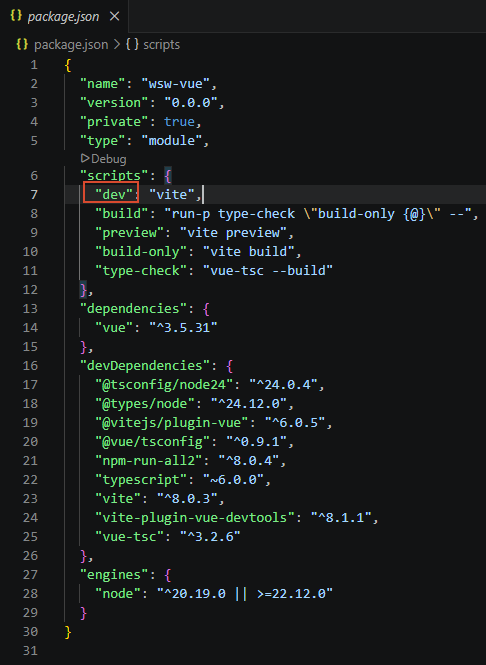 {} package.json ×
{} package.json > {} scripts
1 {
2 "name": "wsw-vue",
3 "version": "0.0.0",
4 "private": true,
5 "type": "module",
Debug
6 "scripts": {
7 "dev": "vite",
8 "build": "run-p type-check \"build-only {@}\" --",
9 "preview": "vite preview",
10 "build-only": "vite build",
11 "type-check": "vue-tsc --build"
12 },
13 "dependencies": {
14 "vue": "^3.5.31"
15 },
16 "devDependencies": {
17 "@tsconfig/node24": "^24.0.4",
18 "@types/node": "^24.12.0",
19 "@vitejs/plugin-vue": "^6.0.5",
20 "@vue/tsconfig": "^0.9.1",
21 "npm-run-all2": "^8.0.4",
22 "typescript": "~6.0.0",
23 "vite": "^8.0.3",
24 "vite-plugin-vue-devtools": "^8.1.1",
25 "vue-tsc": "^3.2.6"
26 },
27 "engines": {
28 "node": "^20.19.0 || >=22.12.0"
29 }
30 }
31